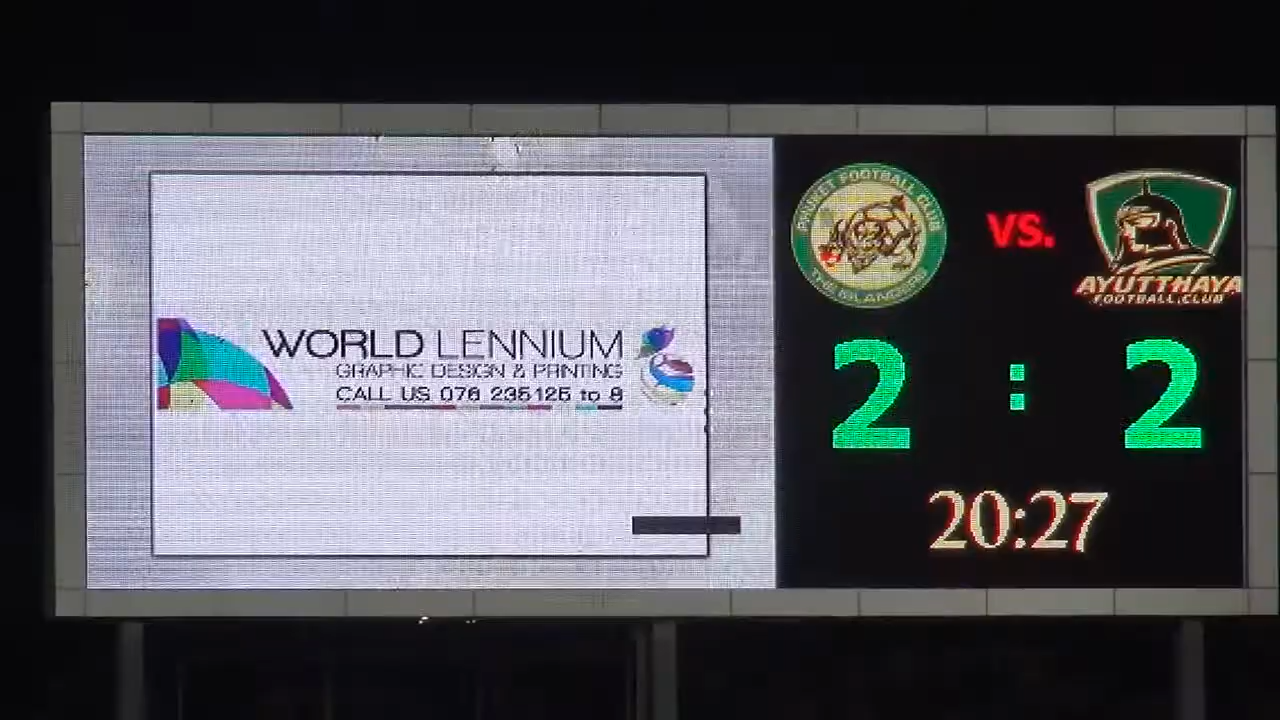 WORLD LENNIUM
GRAPHIC DESIGN & PRINTING
CALL US 076 235125 to 8
FOOTBALL CLUB
VS.
AYUTTHAYA
FOOTBALL CLUB
2 : 2
20:27